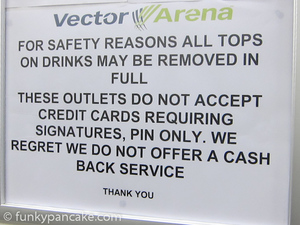 Vector Arena
FOR SAFETY REASONS ALL TOPS
ON DRINKS MAY BE REMOVED IN
FULL
THESE OUTLETS DO NOT ACCEPT
CREDIT CARDS REQUIRING
SIGNATURES, PIN ONLY. WE
REGRET WE DO NOT OFFER A CASH
BACK SERVICE
THANK YOU
© funkypancake.com